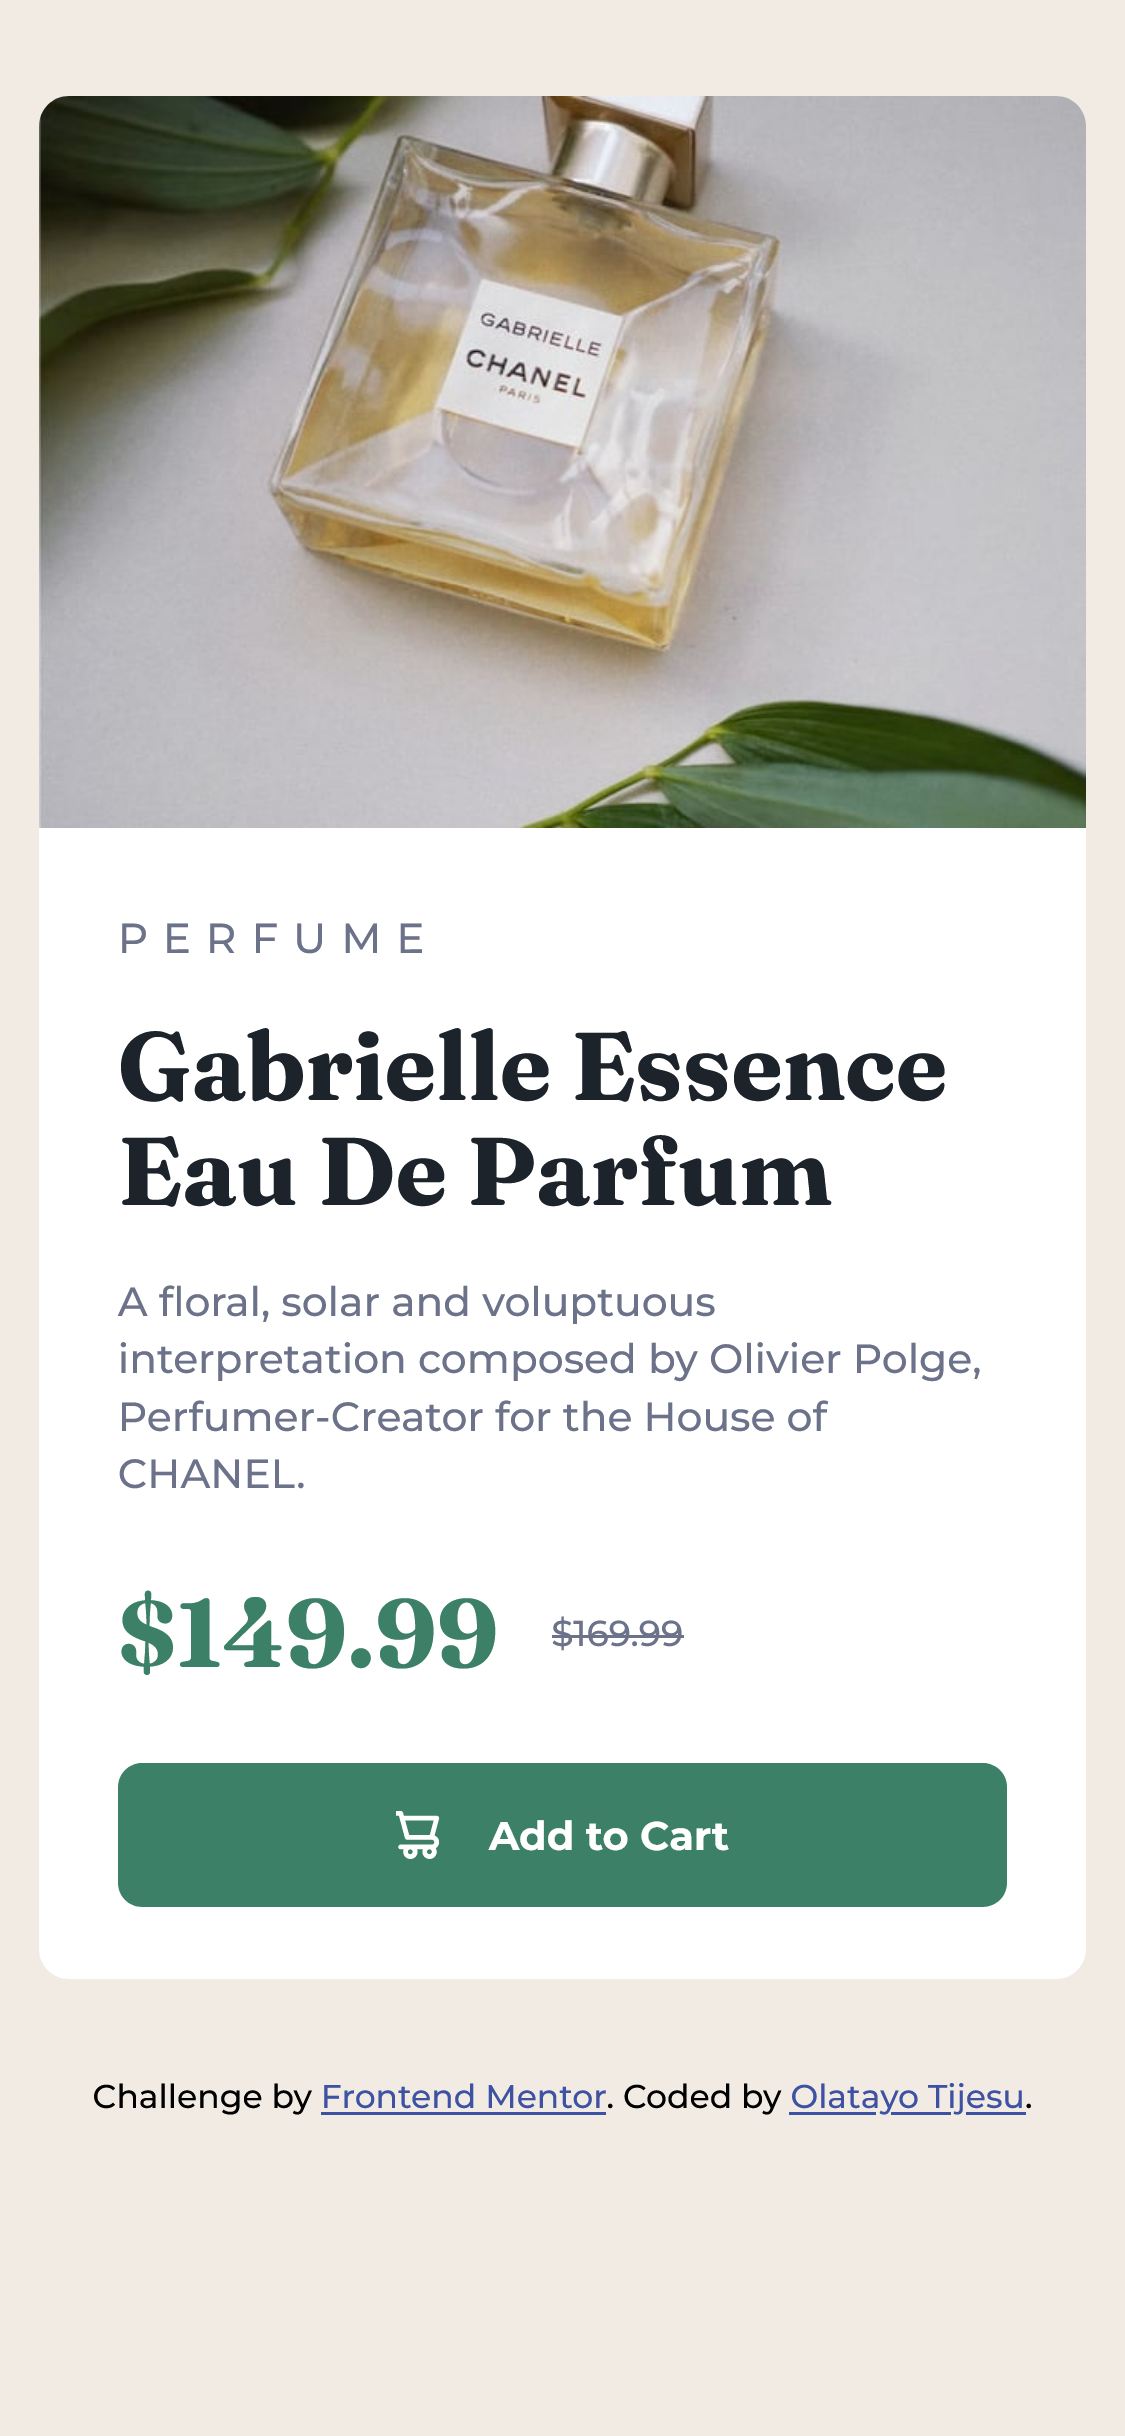 GABRIELLE
CHANEL
PARIS
PERFUME
Gabrielle Essence
Eau De Parfum
A floral, solar and voluptuous
interpretation composed by Olivier Polge,
Perfumer-Creator for the House of
CHANEL.
$149.99 $169.99
Add to Cart
Challenge by Frontend Mentor. Coded by Olatayo Tijesu.